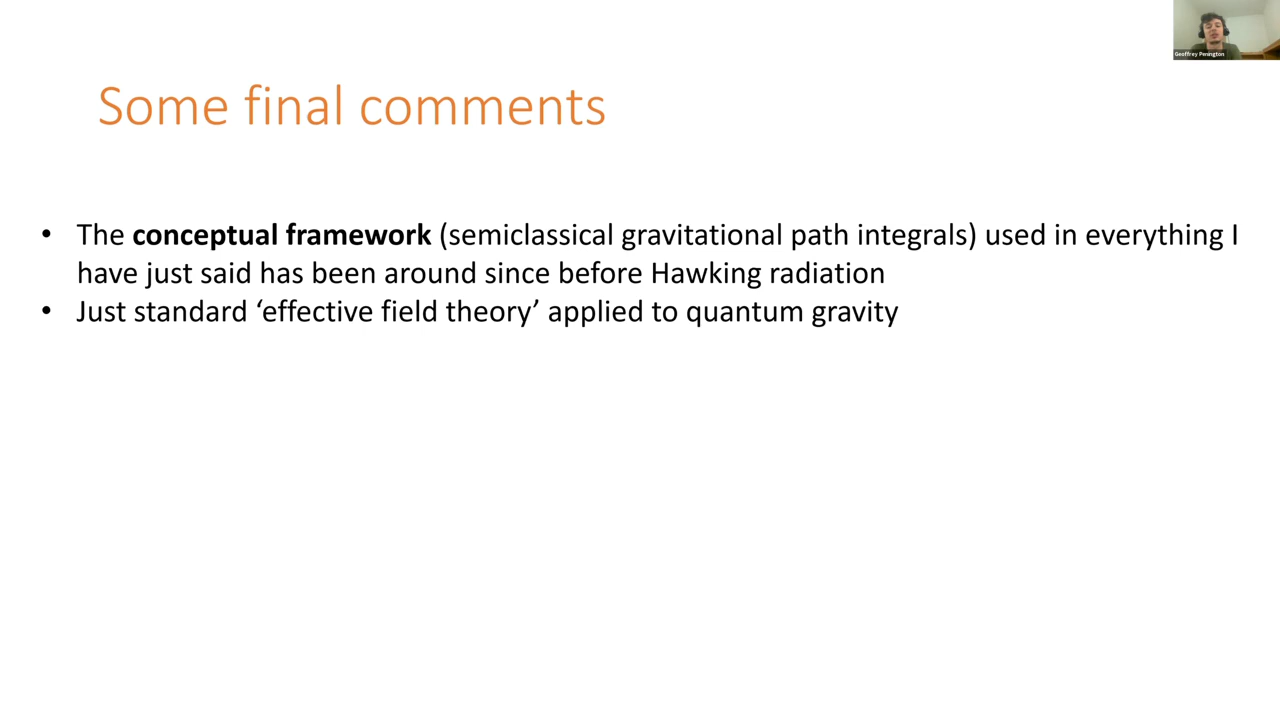 Geoffrey Penington
Some final comments
• The conceptual framework (semiclassical gravitational path integrals) used in everything I
have just said has been around since before Hawking radiation
• Just standard ‘effective field theory’ applied to quantum gravity